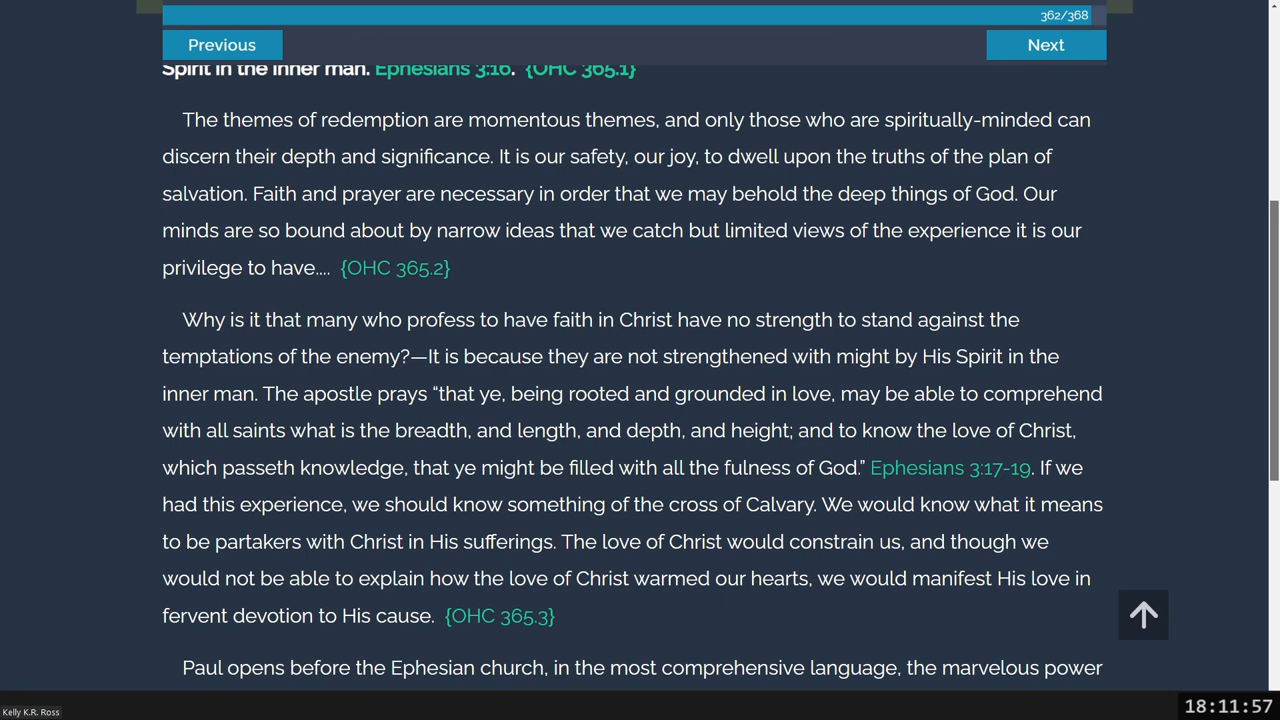 362/368
Previous
Next
Spirit in the inner man. Ephesians 3:16. {OHC 365.1}
The themes of redemption are momentous themes, and only those who are spiritually-minded can
discern their depth and significance. It is our safety, our joy, to dwell upon the truths of the plan of
salvation. Faith and prayer are necessary in order that we may behold the deep things of God. Our
minds are so bound about by narrow ideas that we catch but limited views of the experience it is our
privilege to have.... {OHC 365.2}
Why is it that many who profess to have faith in Christ have no strength to stand against the
temptations of the enemy?—It is because they are not strengthened with might by His Spirit in the
inner man. The apostle prays “that ye, being rooted and grounded in love, may be able to comprehend
with all saints what is the breadth, and length, and depth, and height; and to know the love of Christ,
which passeth knowledge, that ye might be filled with all the fulness of God.” Ephesians 3:17-19. If we
had this experience, we should know something of the cross of Calvary. We would know what it means
to be partakers with Christ in His sufferings. The love of Christ would constrain us, and though we
would not be able to explain how the love of Christ warmed our hearts, we would manifest His love in
fervent devotion to His cause. {OHC 365.3}
Paul opens before the Ephesian church, in the most comprehensive language, the marvelous power
Kelly K.R. Ross
18:11:57